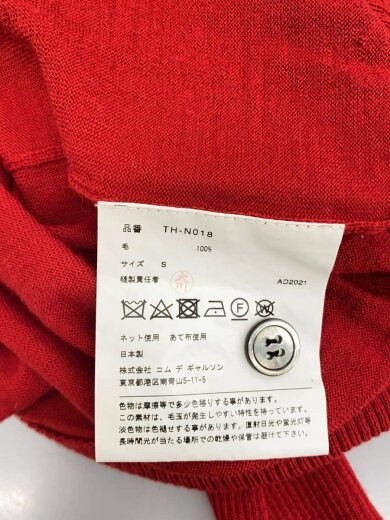 品番 TH-N018
毛 100%
サイズ S
縫製責任者 済 AD2021
F W
ネット使用 あて布使用
日本製
株式会社 コム デ ギャルソン
東京都港区南青山5-11-5
色物は摩擦等で多少色移りする事があります。
この素材は、毛玉が発生しやすい特性を持っています。
淡色物は色褪せする事があります。直射日光や蛍光灯等
長時間光が当たる場所での乾燥や保管は避けて下さい。